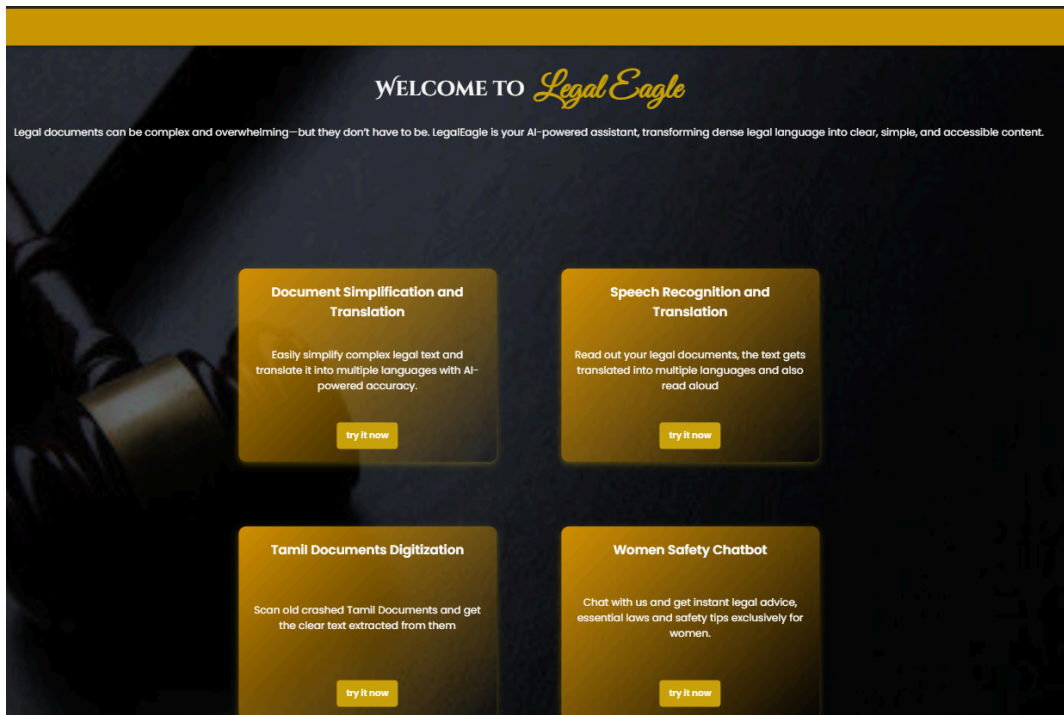 Welcome to Legal Eagle
Legal documents can be complex and overwhelming—but they don't have to be. LegalEagle is your AI-powered assistant, transforming dense legal language into clear, simple, and accessible content.
Document Simplification and
Translation
Easily simplify complex legal text and
translate it into multiple languages with AI-
powered accuracy.
try it now
Speech Recognition and
Translation
Read out your legal documents, the text gets
translated into multiple languages and also
read aloud
try it now
Tamil Documents Digitization
Scan old crashed Tamil Documents and get
the clear text extracted from them
try it now
Women Safety Chatbot
Chat with us and get instant legal advice,
essential laws and safety tips exclusively for
women.
try it now